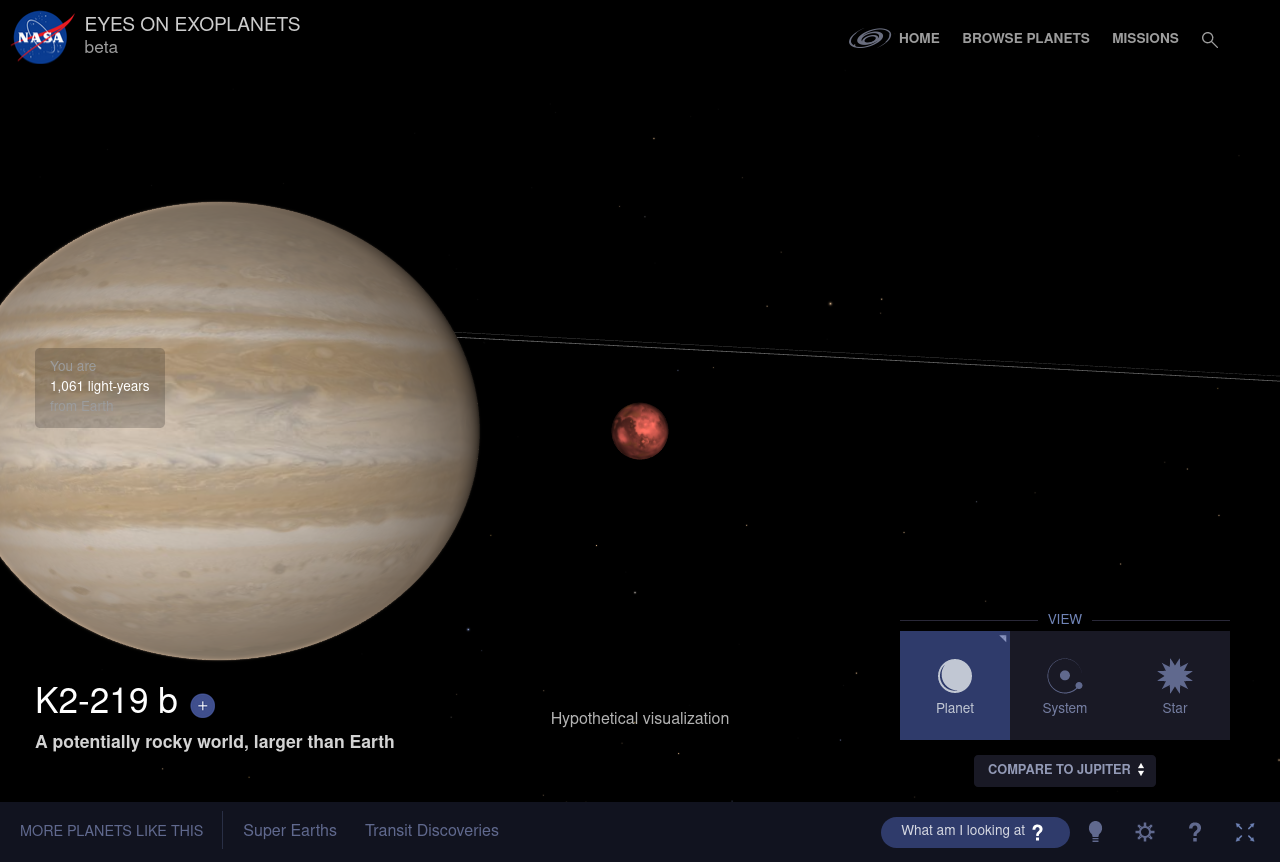 NASA
EYES ON EXOPLANETS
beta
HOME
BROWSE PLANETS
MISSIONS
You are
1,061 light-years
from Earth
K2-219 b
+
A potentially rocky world, larger than Earth
Hypothetical visualization
VIEW
Planet
System
Star
COMPARE TO JUPITER
MORE PLANETS LIKE THIS
Super Earths
Transit Discoveries
What am I looking at ?
?